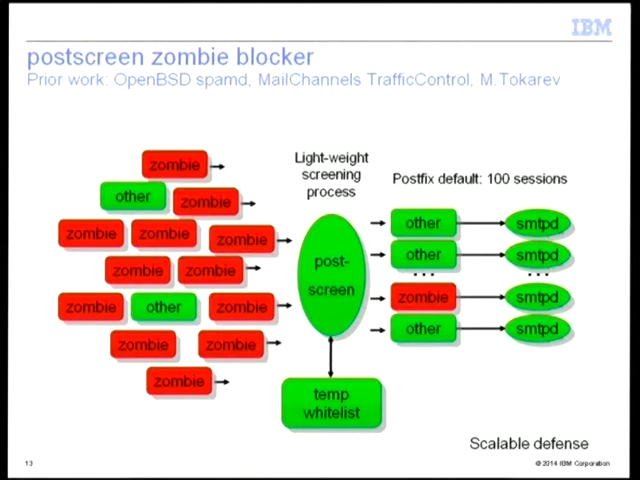 IBM
postscreen zombie blocker
Prior work: OpenBSD spamd, MailChannels TrafficControl, M.Tokarev
Light-weight
screening
process
Postfix default: 100 sessions
zombie
other
zombie
zombie
zombie
zombie
zombie
zombie
zombie
other
zombie
zombie
zombie
zombie
post-
screen
temp
whitelist
other
smtpd
other
smtpd
...
...
zombie
smtpd
other
smtpd
Scalable defense
13
© 2014 IBM Corporation